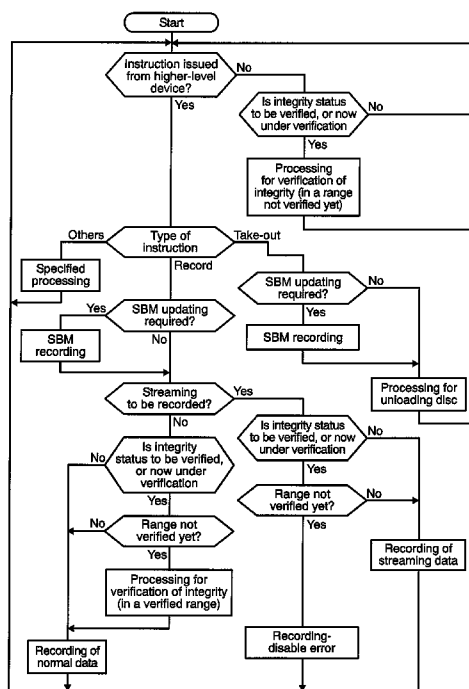 Start
Instruction issued
from higher-level
device?
No
Yes
Is integrity status
to be verified, or now
under verification
No
Yes
Processing
for verification of
integrity (in a range
not verified yet)
Others
Type of
instruction
Take-out
Record
Specified
processing
SBM updating
required?
No
Yes
SBM recording
Processing for
unloading disc
Yes
SBM updating
required?
No
SBM
recording
Streaming
to be recorded?
Yes
No
No
Is integrity
status to be verified,
or now under
verification
Yes
Is integrity status
to be verified, or now
under verification
No
Yes
No
Range not
verified yet?
Yes
Range not
verified yet?
No
Yes
Processing for
verification of integrity
(in a verified range)
Recording of
streaming data
Recording of
normal data
Recording-
disable error